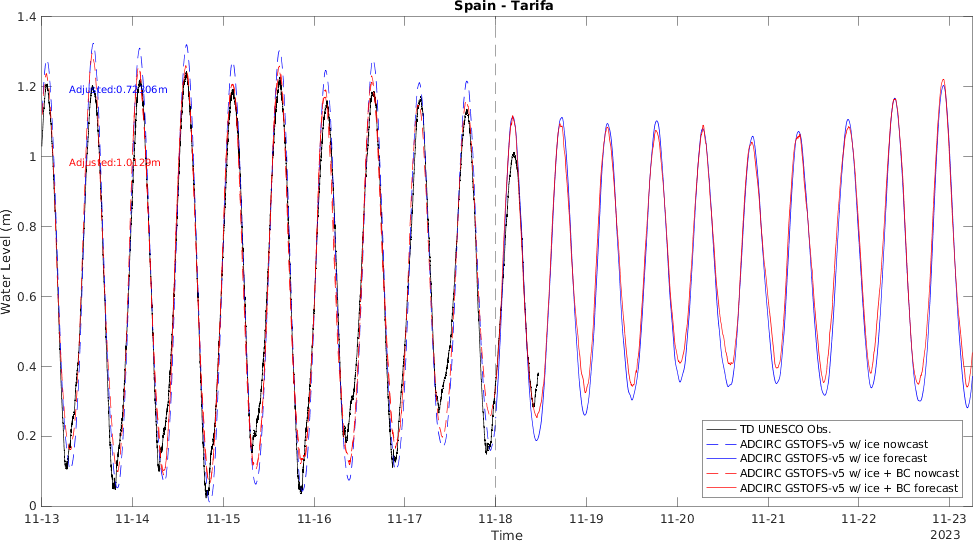 Spain - Tarifa
1.4
1.2
1
0.8
0.6
0.4
0.2
0
Water Level (m)
Adjusted:0.72306m
Adjusted:1.0129m
TD UNESCO Obs.
ADCIRC GSTOFS-v5 w/ ice nowcast
ADCIRC GSTOFS-v5 w/ ice forecast
ADCIRC GSTOFS-v5 w/ ice + BC nowcast
ADCIRC GSTOFS-v5 w/ ice + BC forecast
11-13 11-14 11-15 11-16 11-17 11-18 11-19 11-20 11-21 11-22 11-23
Time
2023